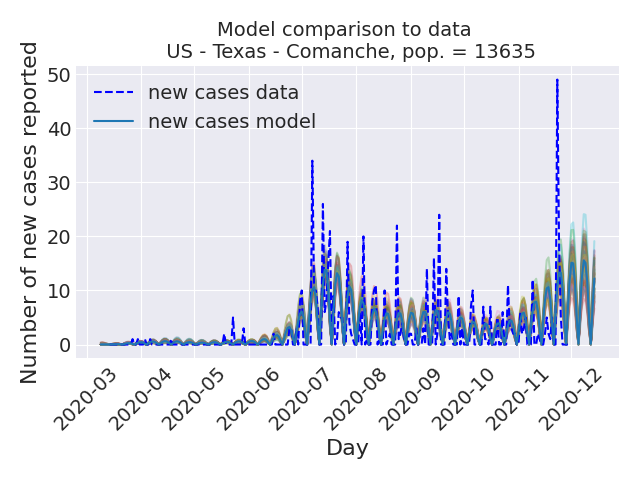 Model comparison to data
US - Texas - Comanche, pop. = 13635
Number of new cases reported
50
40
30
20
10
0
new cases data
new cases model
2020-03
2020-04
2020-05
2020-06
2020-07
2020-08
2020-09
2020-10
2020-11
2020-12
Day